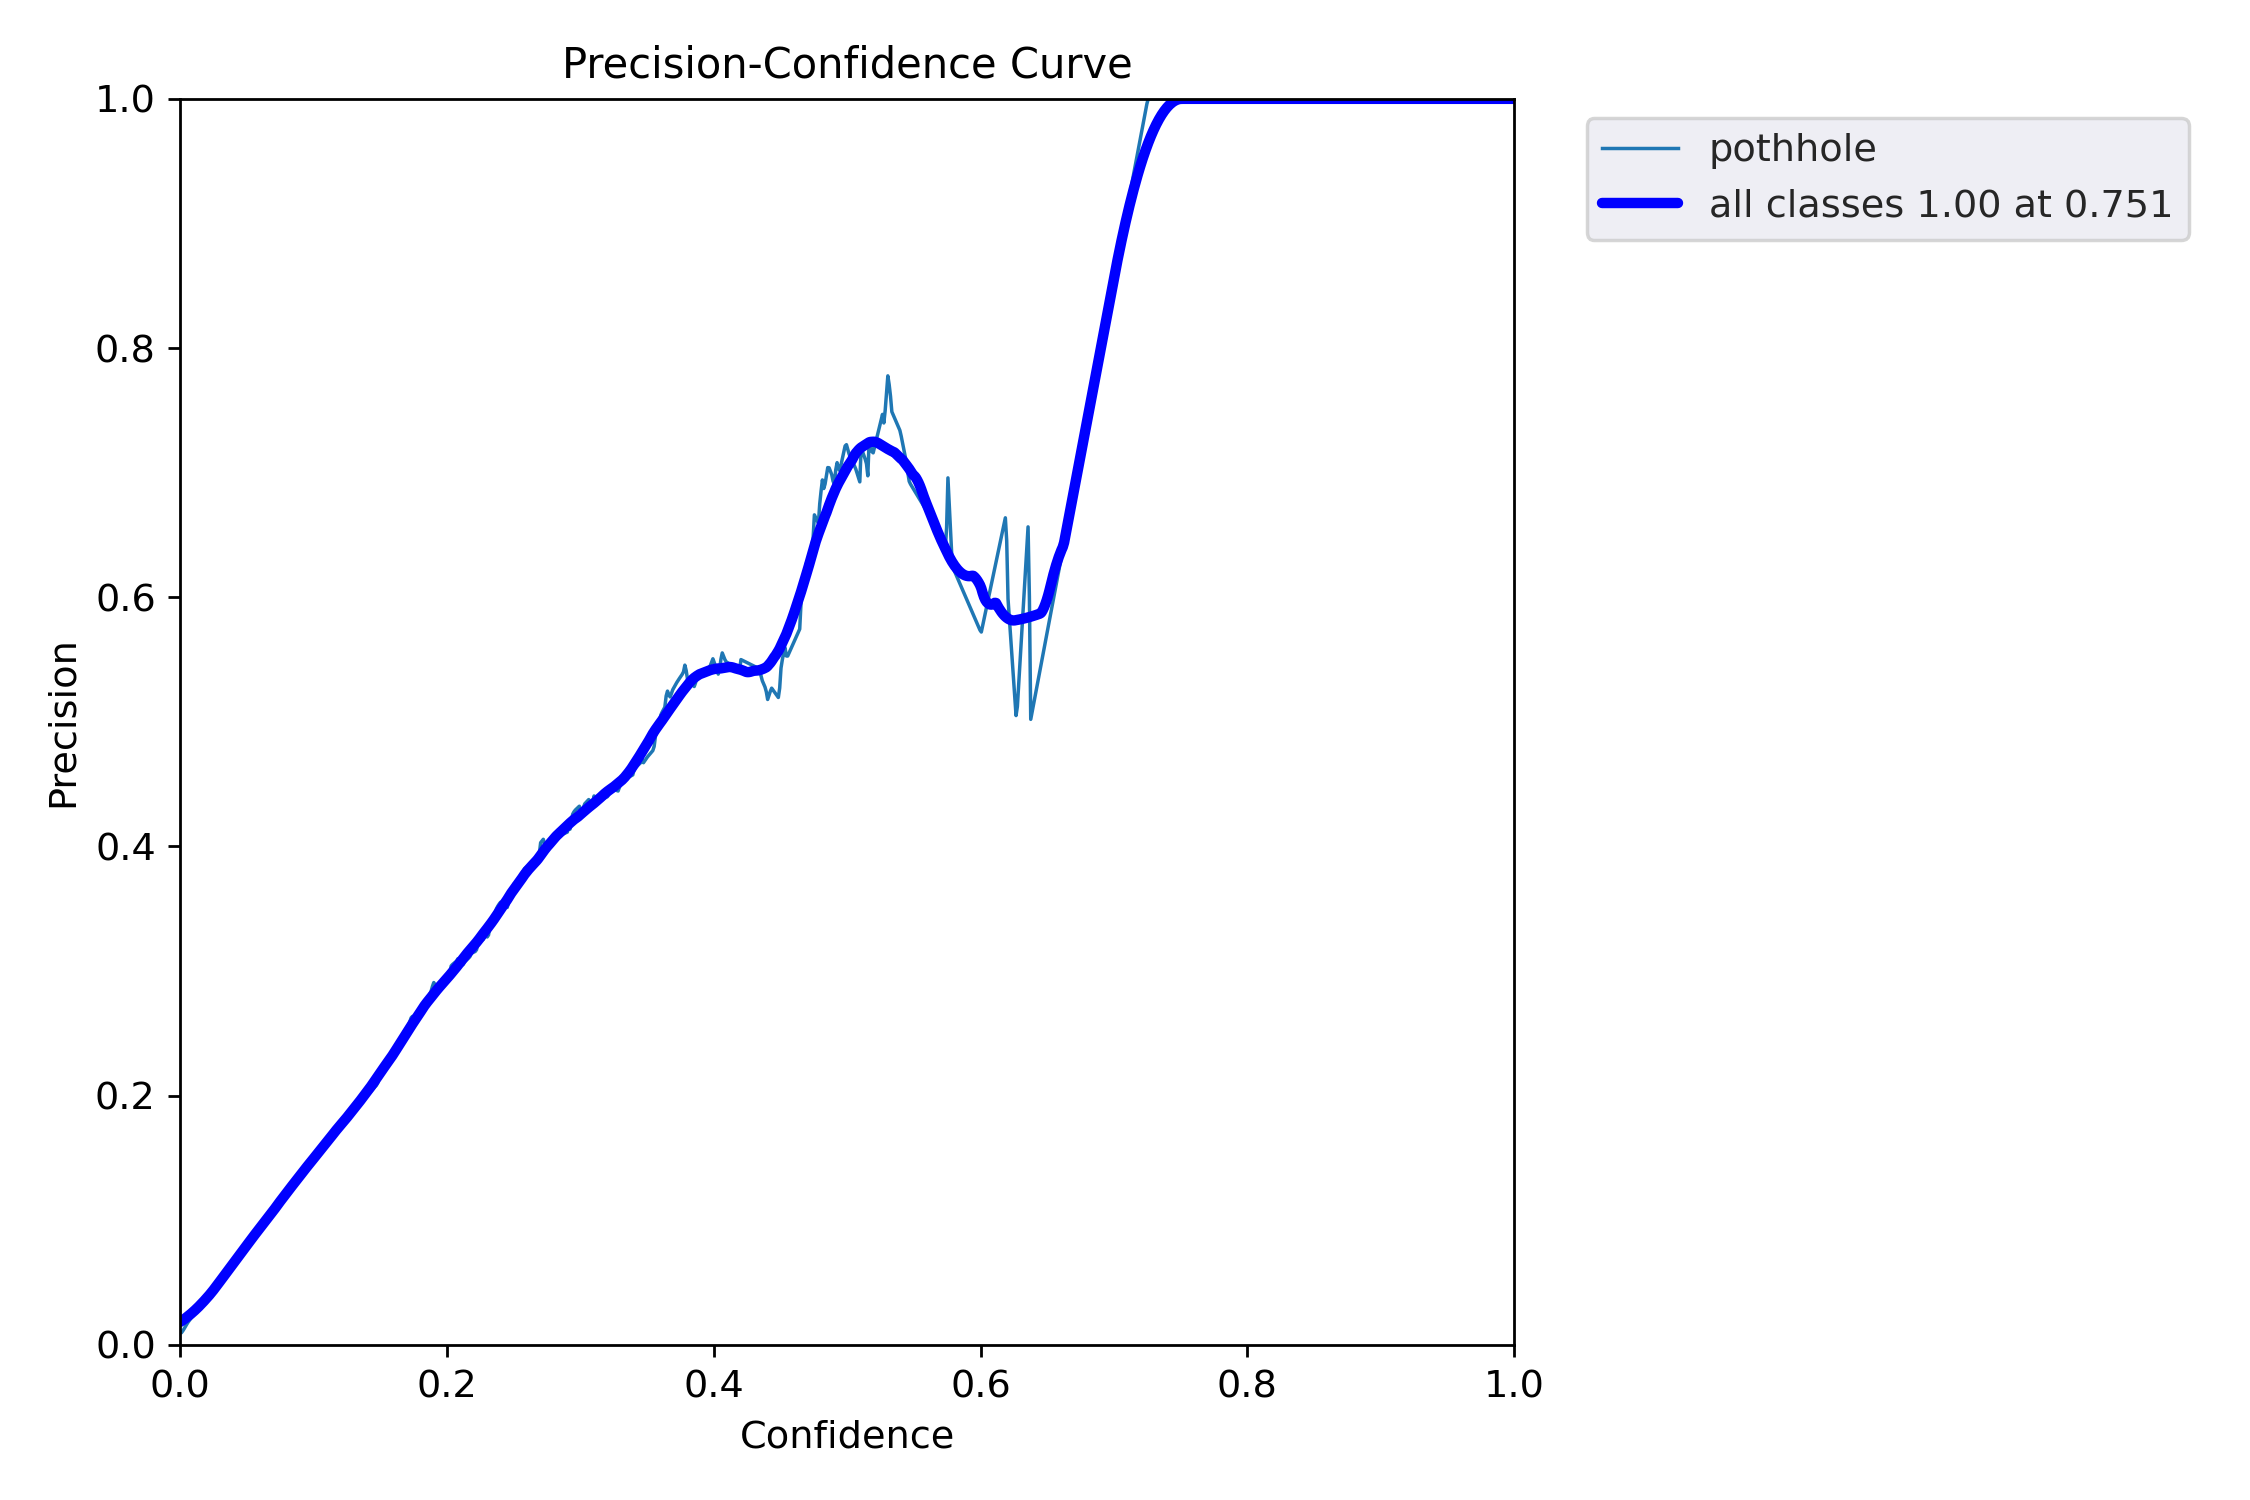 Precision-Confidence Curve
pothhole
all classes 1.00 at 0.751
1.0
0.8
0.6
0.4
0.2
0.0
Precision
0.0 0.2 0.4 0.6 0.8 1.0
Confidence